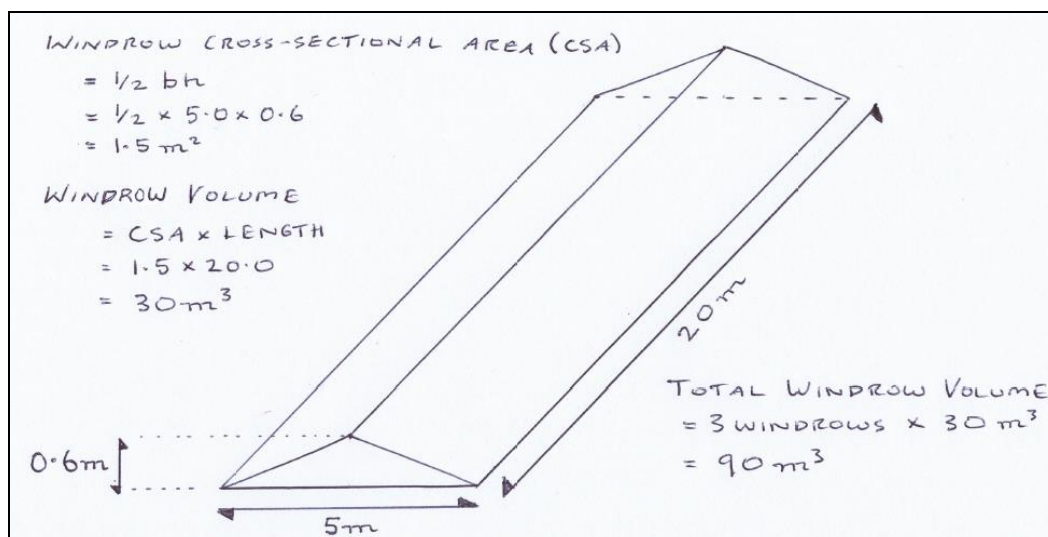 WINDROW CROSS-SECTIONAL AREA (CSA)
= 1/2 bh
= 1/2 × 5.0 × 0.6
= 1.5 m²
WINDROW VOLUME
= CSA × LENGTH
= 1.5 × 20.0
= 30 m³
20m
TOTAL WINDROW VOLUME
= 3 WINDROWS × 30 m³
= 90 m³
0.6m
5m